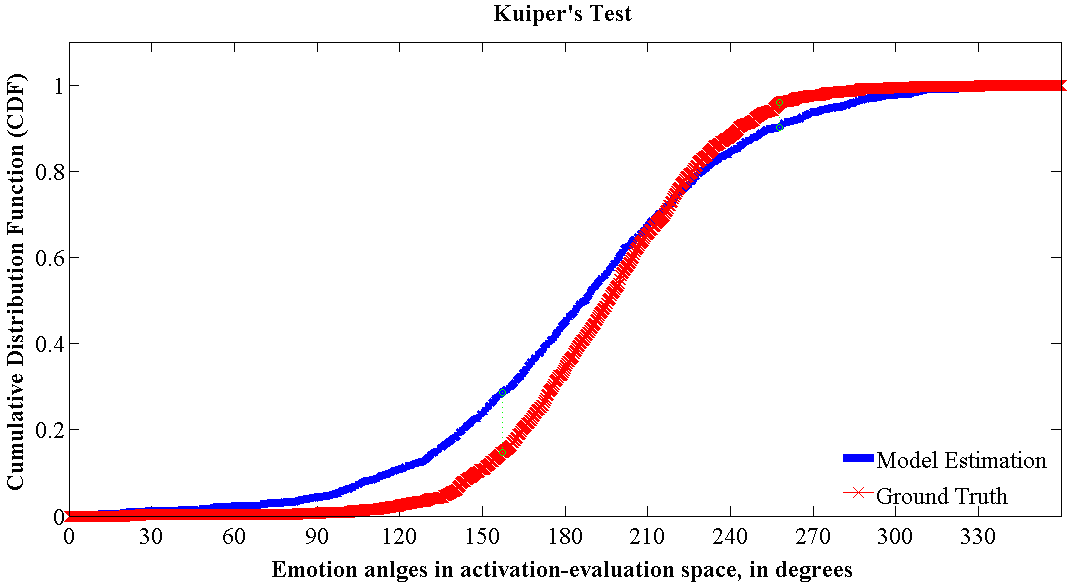 Kuiper's Test
Cumulative Distribution Function (CDF)
1
0.8
0.6
0.4
0.2
0
0 30 60 90 120 150 180 210 240 270 300 330
Model Estimation
Ground Truth
Emotion anlges in activation-evaluation space, in degrees